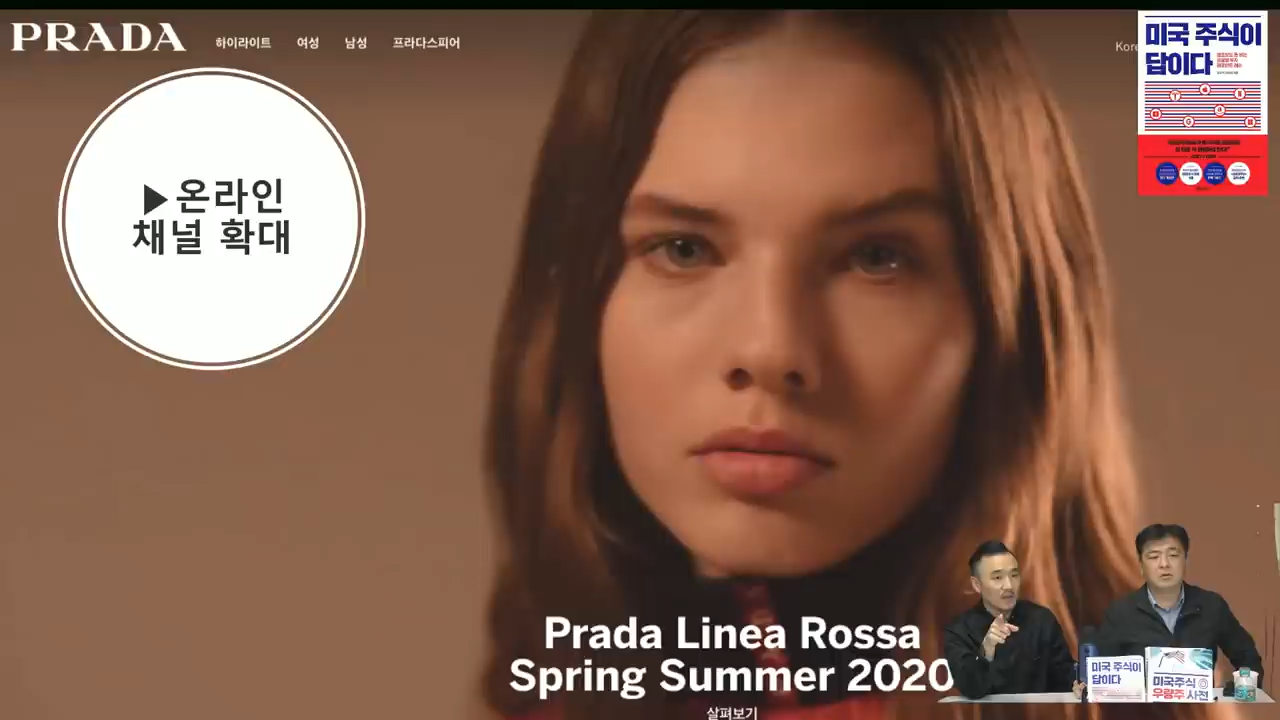 PRADA
하이라이트 여성 남성 프라다스피어
미국 주식이
답이다
▶온라인
채널 확대
Prada Linea Rossa
Spring Summer 2020
살펴보기
미국 주식이
답이다
미국주식
우량주 사전